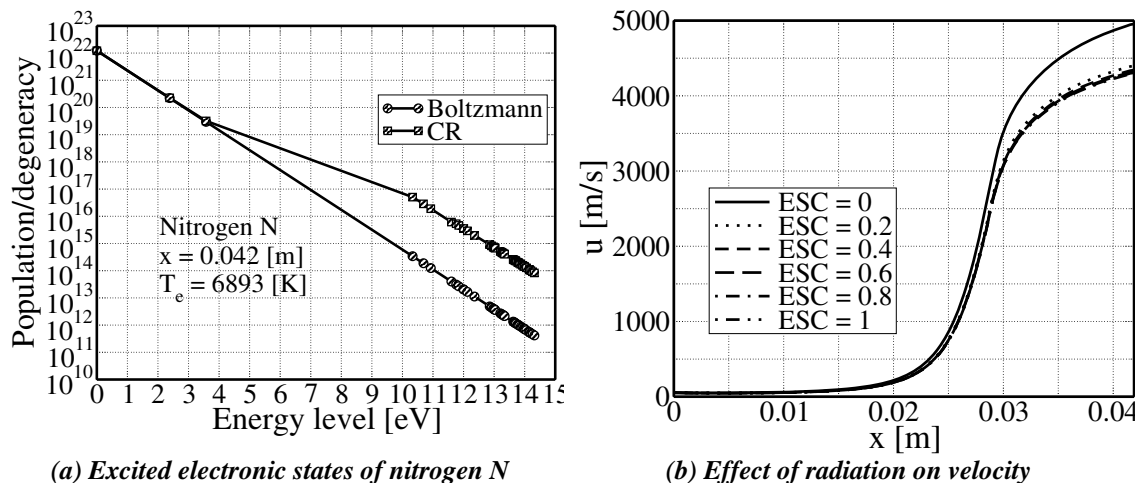 10^23
10^22
10^21
10^20
10^19
10^18
10^17
10^16
10^15
10^14
10^13
10^12
10^11
10^10
Population/degeneracy
Boltzmann
CR
Nitrogen N
x = 0.042 [m]
T_e = 6893 [K]
0 1 2 3 4 5 6 7 8 9 10 11 12 13 14 15
Energy level [eV]
(a) Excited electronic states of nitrogen N
5000
4000
3000
2000
1000
0
u [m/s]
ESC = 0
ESC = 0.2
ESC = 0.4
ESC = 0.6
ESC = 0.8
ESC = 1
0 0.01 0.02 0.03 0.04
x [m]
(b) Effect of radiation on velocity